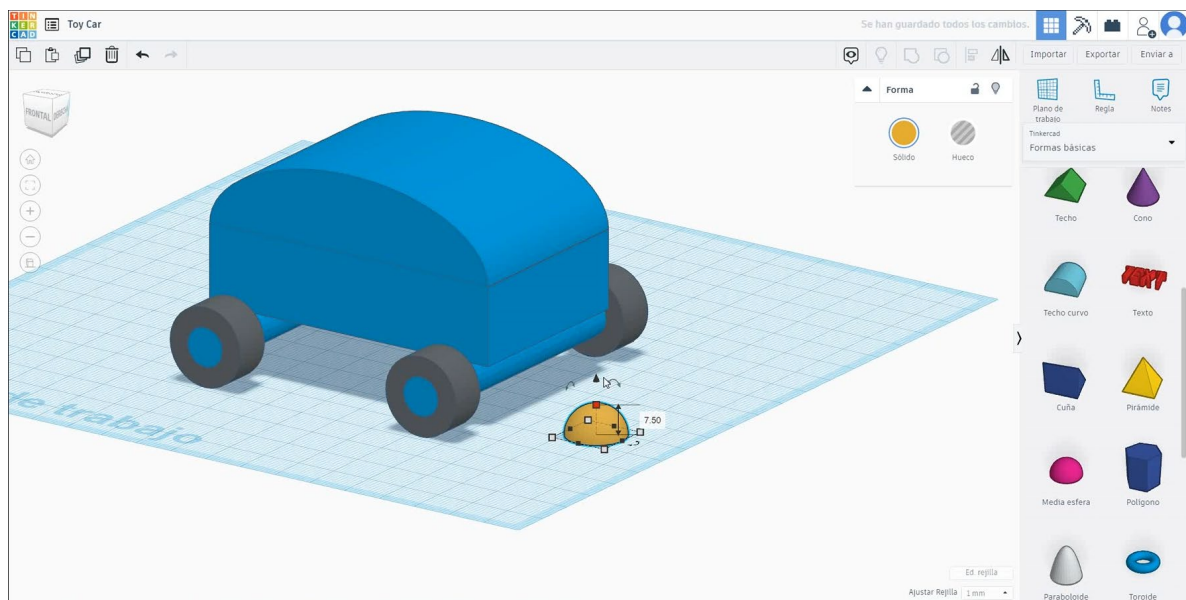 TIN
KER
CAD
Toy Car
Se han guardado todos los cambios.
Importar
Exportar
Enviar a
FRONTAL
Forma
Sólido
Hueco
Plano de
trabajo
Regla
Notes
Tinkercad
Formas básicas
Techo
Cono
TEXT
Techo curvo
Texto
Cuña
Pirámide
7.50
de trabajo
Media esfera
Polígono
Ed. rejilla
Ajustar Rejilla
1 mm
Paraboloide
Toroide